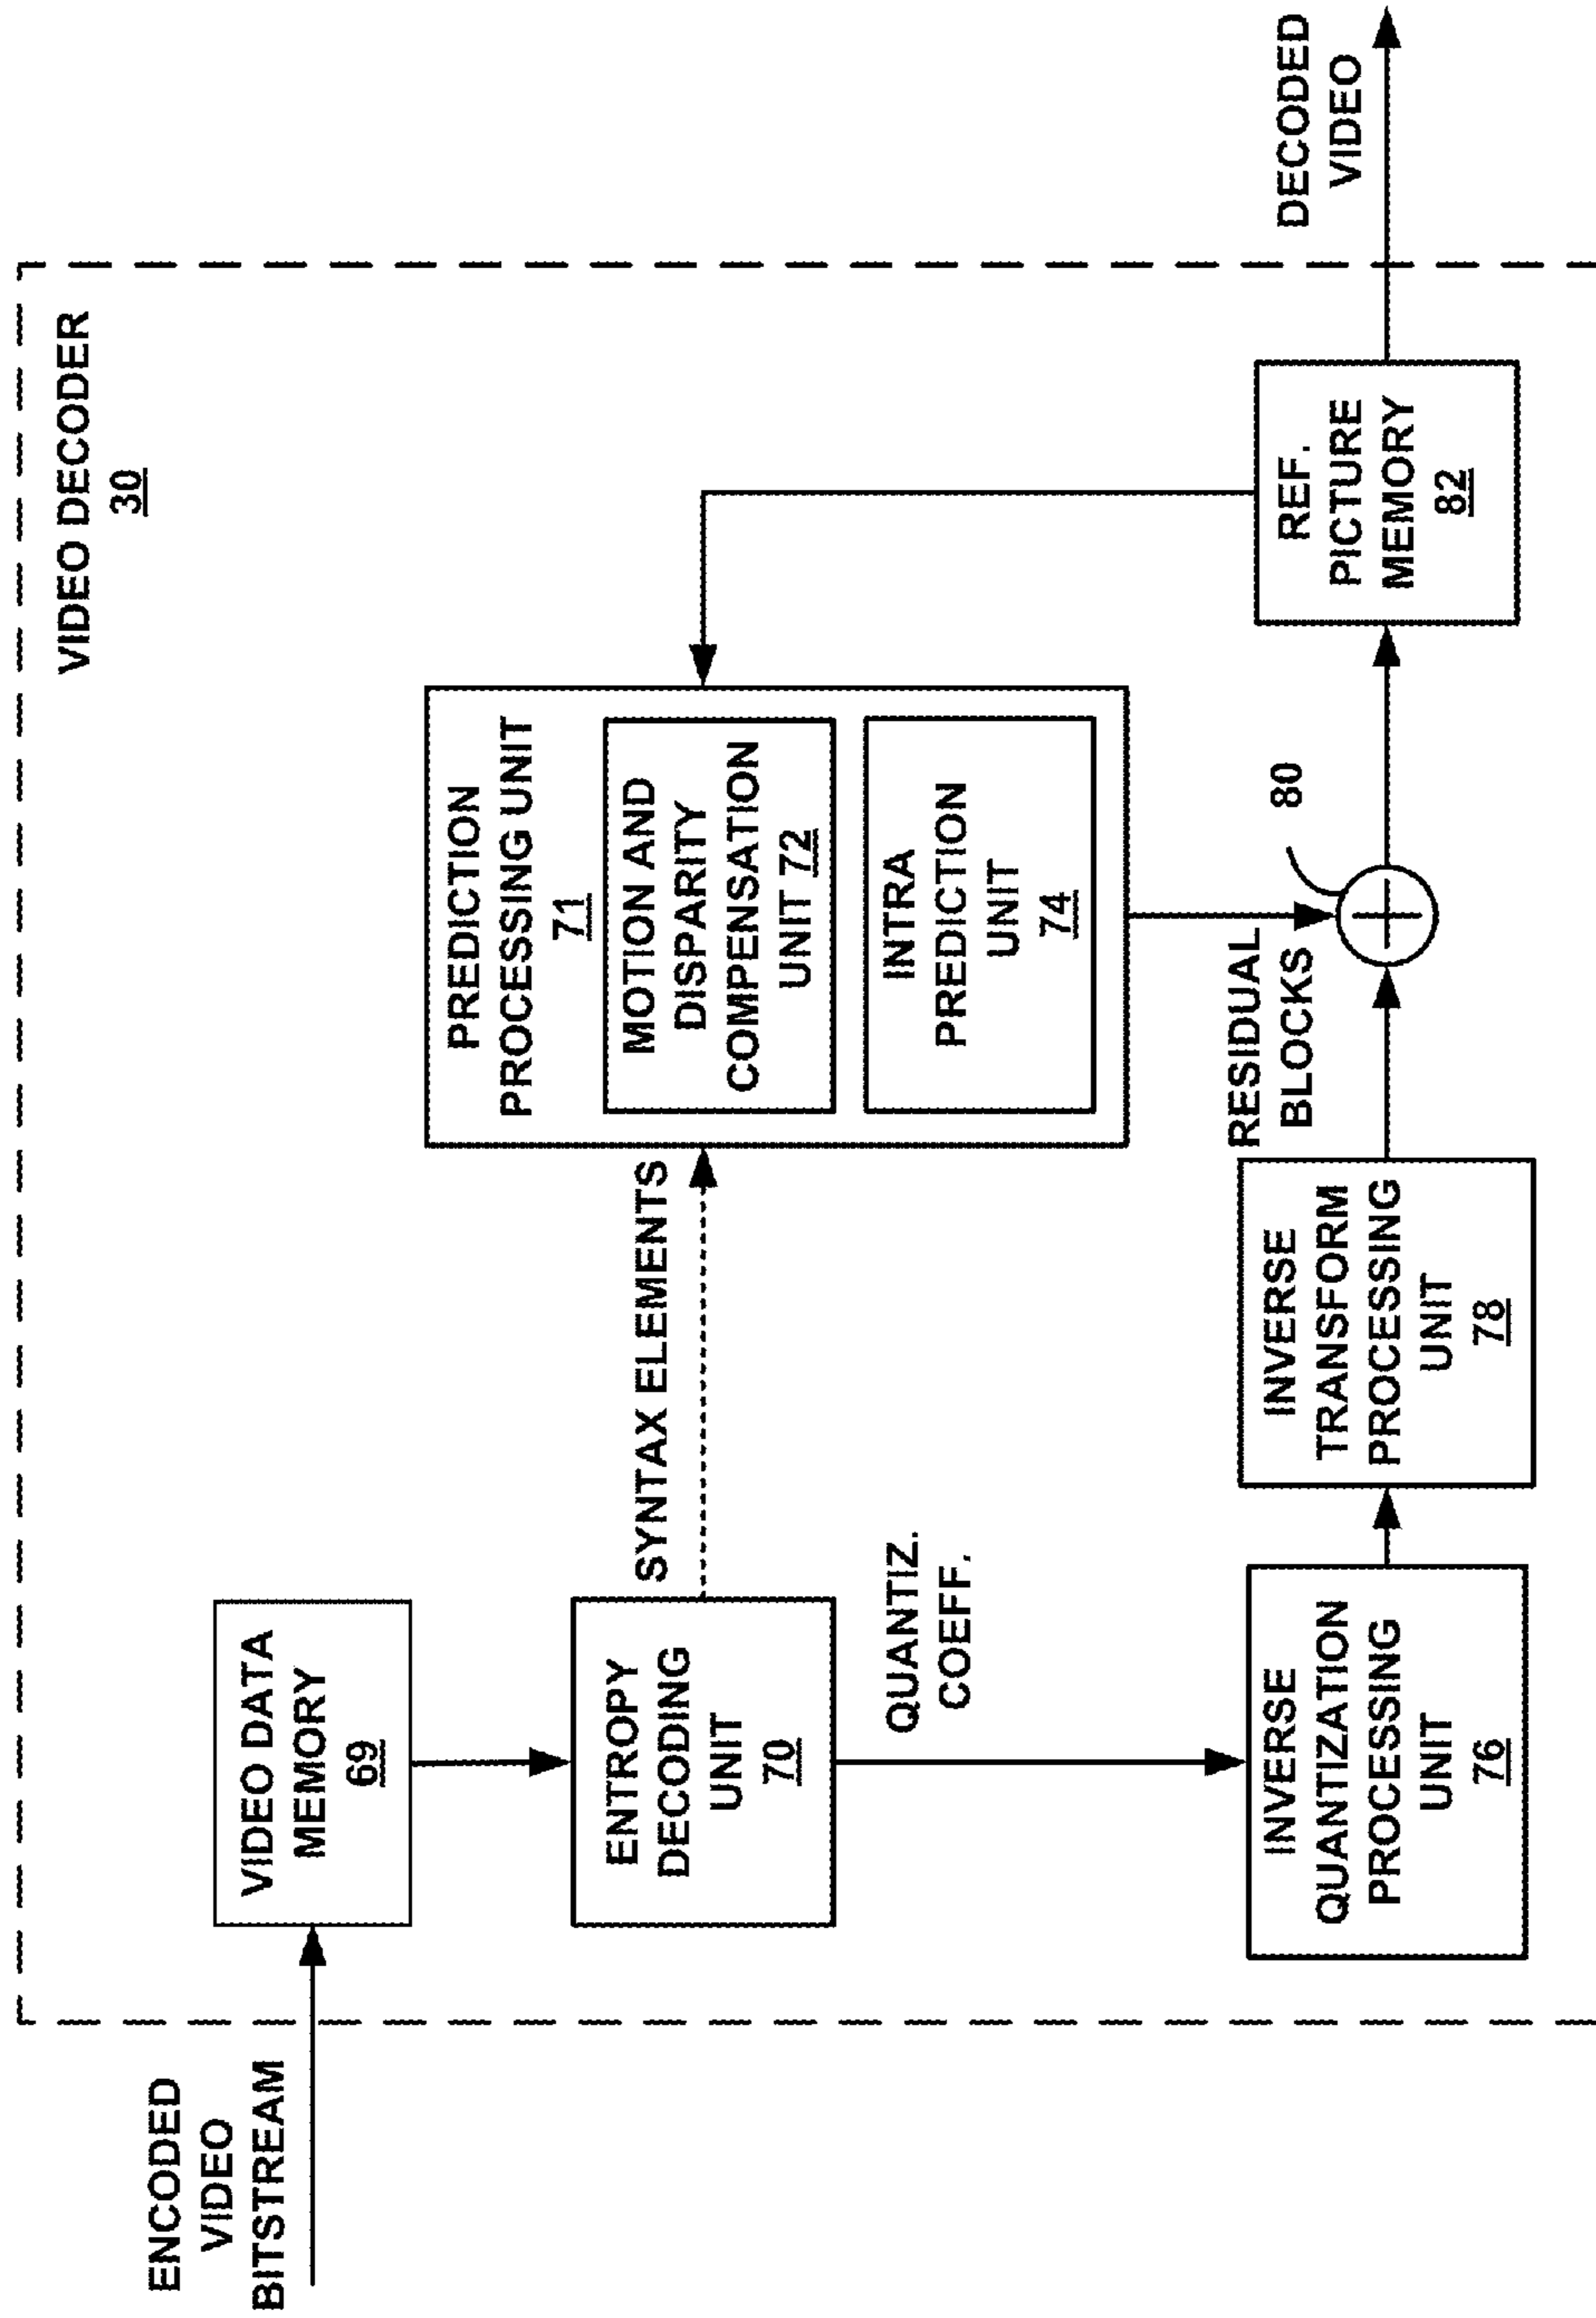 VIDEO DECODER
30
ENCODED
VIDEO
BITSTREAM
VIDEO DATA
MEMORY
69
ENTROPY
DECODING
UNIT
70
SYNTAX ELEMENTS
PREDICTION
PROCESSING UNIT
71
MOTION AND
DISPARITY
COMPENSATION
UNIT 72
INTRA
PREDICTION
UNIT
74
QUANTIZ.
COEFF.
INVERSE
QUANTIZATION
PROCESSING
UNIT
76
INVERSE
TRANSFORM
PROCESSING
UNIT
78
RESIDUAL
BLOCKS
80
REF.
PICTURE
MEMORY
82
DECODED
VIDEO